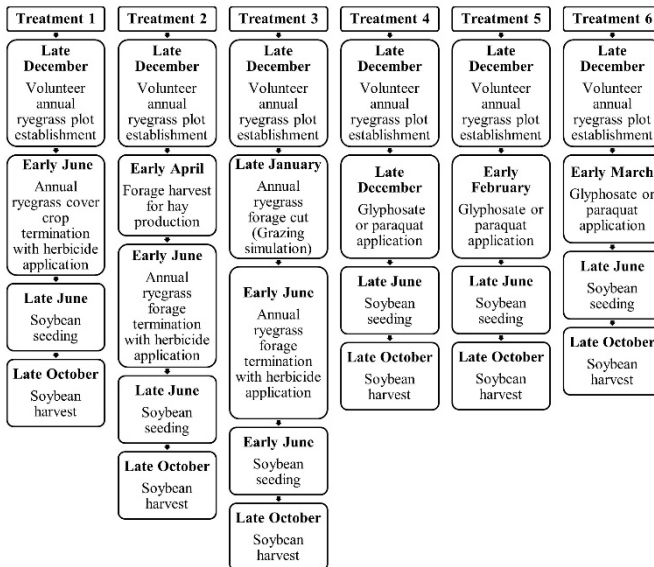 Treatment 1
Late
December
Volunteer
annual
ryegrass plot
establishment
Early June
Annual
ryegrass cover
crop
termination
with herbicide
application
Late June
Soybean
seeding
Late October
Soybean
harvest
Treatment 2
Late
December
Volunteer
annual
ryegrass plot
establishment
Early April
Forage harvest
for hay
production
Early June
Annual
ryegrass
forage
termination
with herbicide
application
Late June
Soybean
seeding
Late October
Soybean
harvest
Treatment 3
Late
December
Volunteer
annual
ryegrass plot
establishment
Late January
Annual
ryegrass
forage cut
(Grazing
simulation)
Early June
Annual
ryegrass
forage
termination
with herbicide
application
Early June
Soybean
seeding
Late October
Soybean
harvest
Treatment 4
Late
December
Volunteer
annual
ryegrass plot
establishment
Late
December
Glyphosate or
paraquat
application
Late June
Soybean
seeding
Late October
Soybean
harvest
Treatment 5
Late
December
Volunteer
annual
ryegrass plot
establishment
Early
February
Glyphosate or
paraquat
application
Late June
Soybean
seeding
Late October
Soybean
harvest
Treatment 6
Late
December
Volunteer
annual
ryegrass plot
establishment
Early March
Glyphosate or
paraquat
application
Late June
Soybean
seeding
Late October
Soybean
harvest